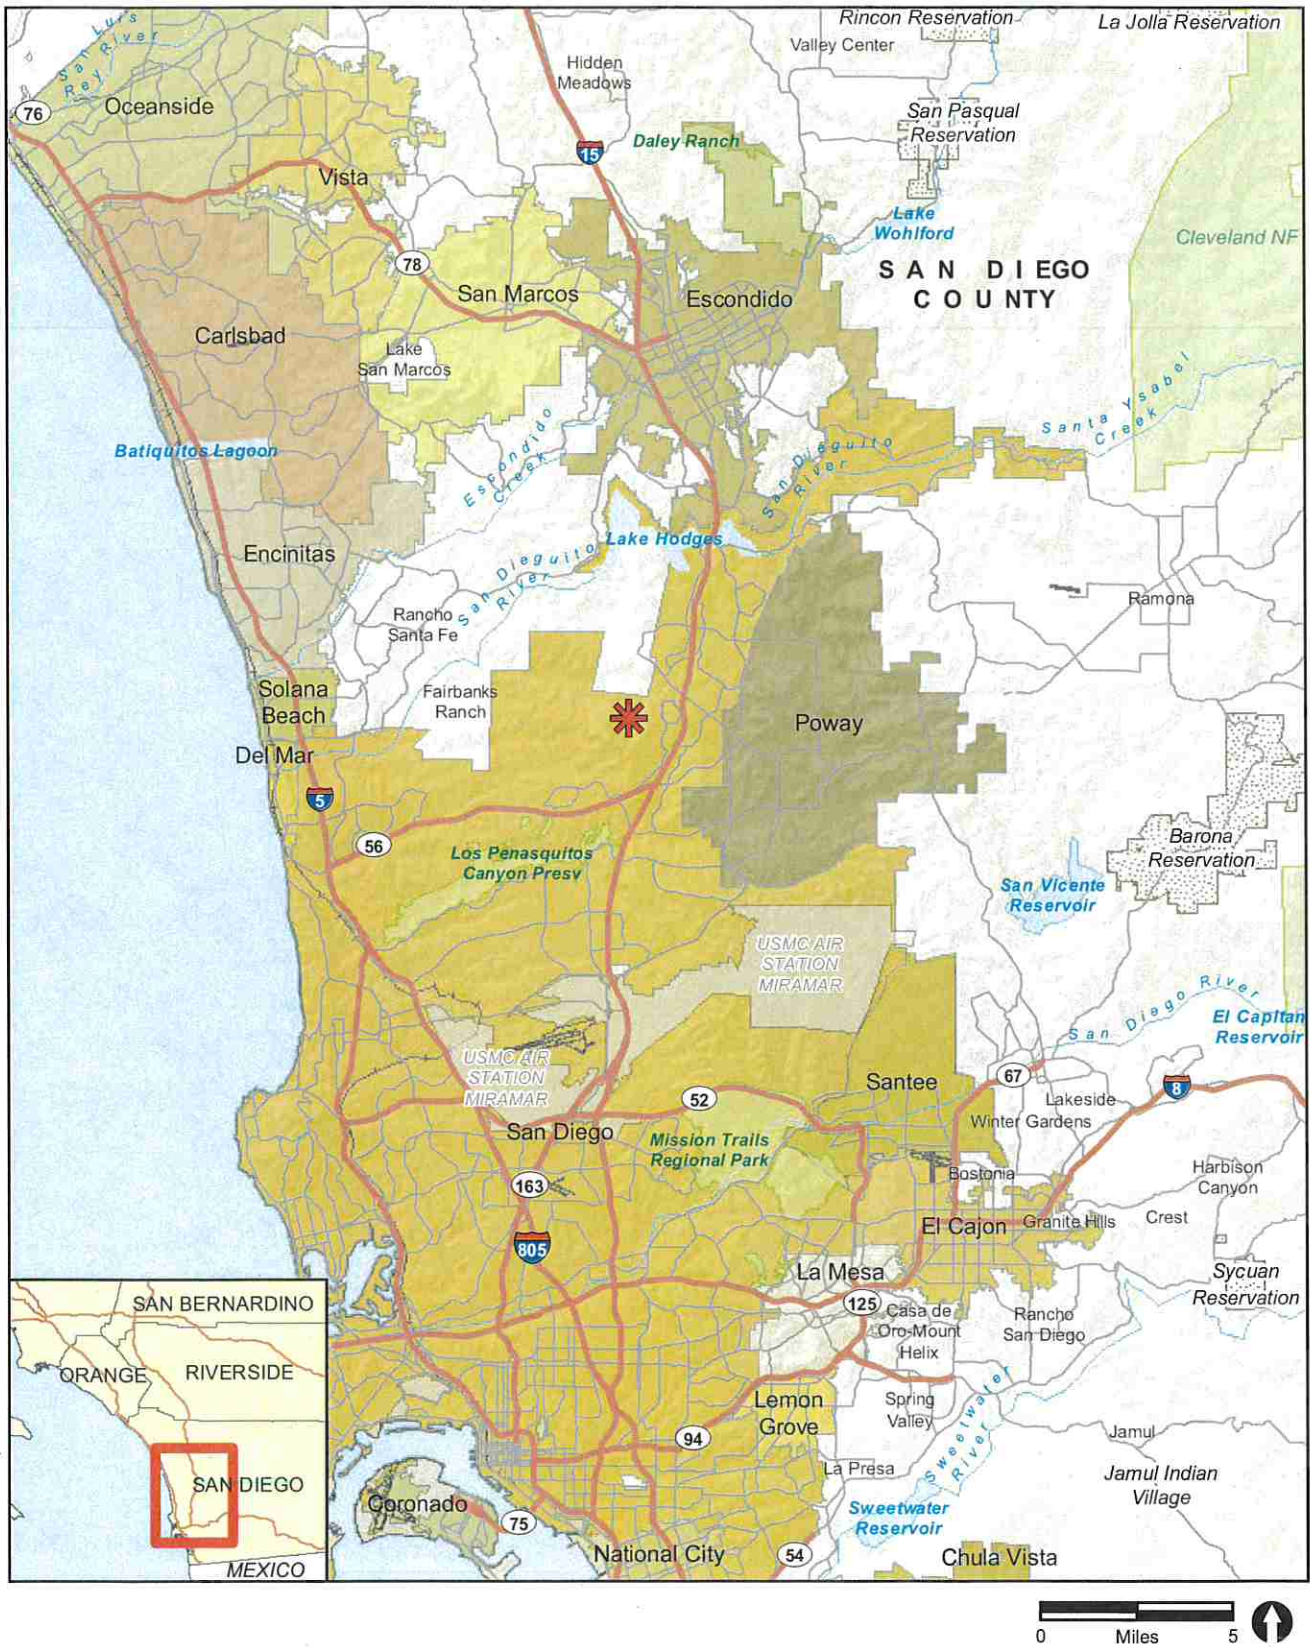 Rincon Reservation
La Jolla Reservation
San Luis
Rey River
Valley Center
Hidden
Meadows
76
Oceanside
San Pasqual
Reservation
Daley Ranch
15
Vista
Lake
Wohlford
Cleveland NF
SAN DIEGO
COUNTY
78
San Marcos
Escondido
Carlsbad
Lake
San Marcos
Santa Ysabel
Creek
Escondido
Creek
San Dieguito
River
Batiquitos Lagoon
Lake Hodges
Encinitas
San Dieguito
River
Ramona
Rancho
Santa Fe
Solana
Beach
Fairbanks
Ranch
Poway
Del Mar
5
56
Los Penasquitos
Canyon Presv
Barona
Reservation
San Vicente
Reservoir
USMC AIR
STATION
MIRAMAR
San Diego River
El Capitan
Reservoir
USMC AIR
STATION
MIRAMAR
Santee
67
8
52
Lakeside
Winter Gardens
San Diego
Mission Trails
Regional Park
163
Bostonia
Harbison
Canyon
El Cajon
Granite Hills
Crest
805
La Mesa
Sycuan
Reservation
125
Casa de
Oro-Mount
Helix
Rancho
San Diego
SAN BERNARDINO
ORANGE
RIVERSIDE
SAN DIEGO
MEXICO
Lemon
Grove
Spring
Valley
Sweetwater
River
94
Jamul
La Presa
Jamul Indian
Village
Coronado
75
Sweetwater
Reservoir
National City
54
Chula Vista
0 Miles 5